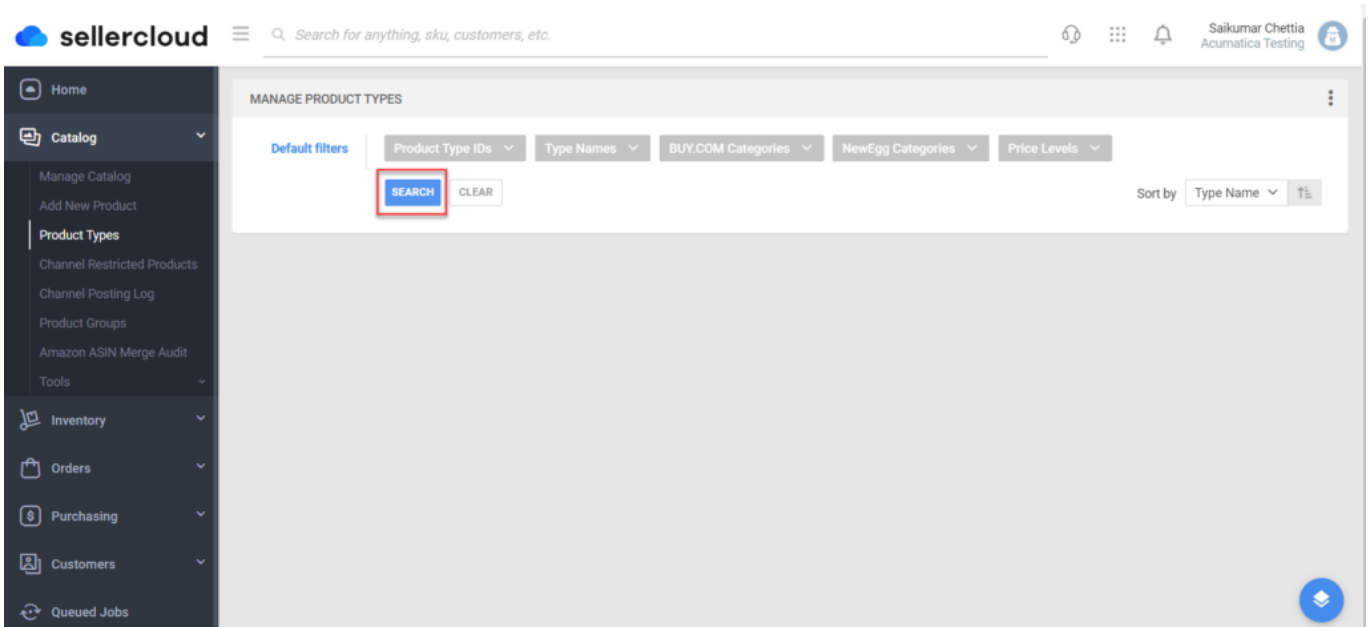 sellercloud
Search for anything, sku, customers, etc.
Saikumar Chettia
Acumatica Testing
Home
Catalog
Manage Catalog
Add New Product
Product Types
Channel Restricted Products
Channel Posting Log
Product Groups
Amazon ASIN Merge Audit
Tools
Inventory
Orders
Purchasing
Customers
Queued Jobs
MANAGE PRODUCT TYPES
Default filters
Product Type IDs
Type Names
BUY.COM Categories
NewEgg Categories
Price Levels
SEARCH
CLEAR
Sort by
Type Name